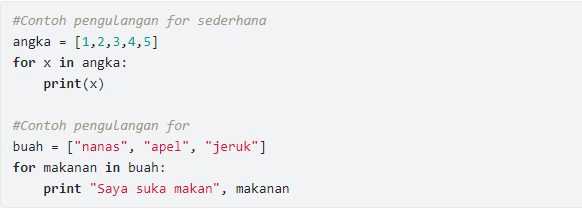 #Contoh pengulangan for sederhana
angka = [1,2,3,4,5]
for x in angka:
    print(x)

#Contoh pengulangan for
buah = ["nanas", "apel", "jeruk"]
for makanan in buah:
    print "Saya suka makan", makanan